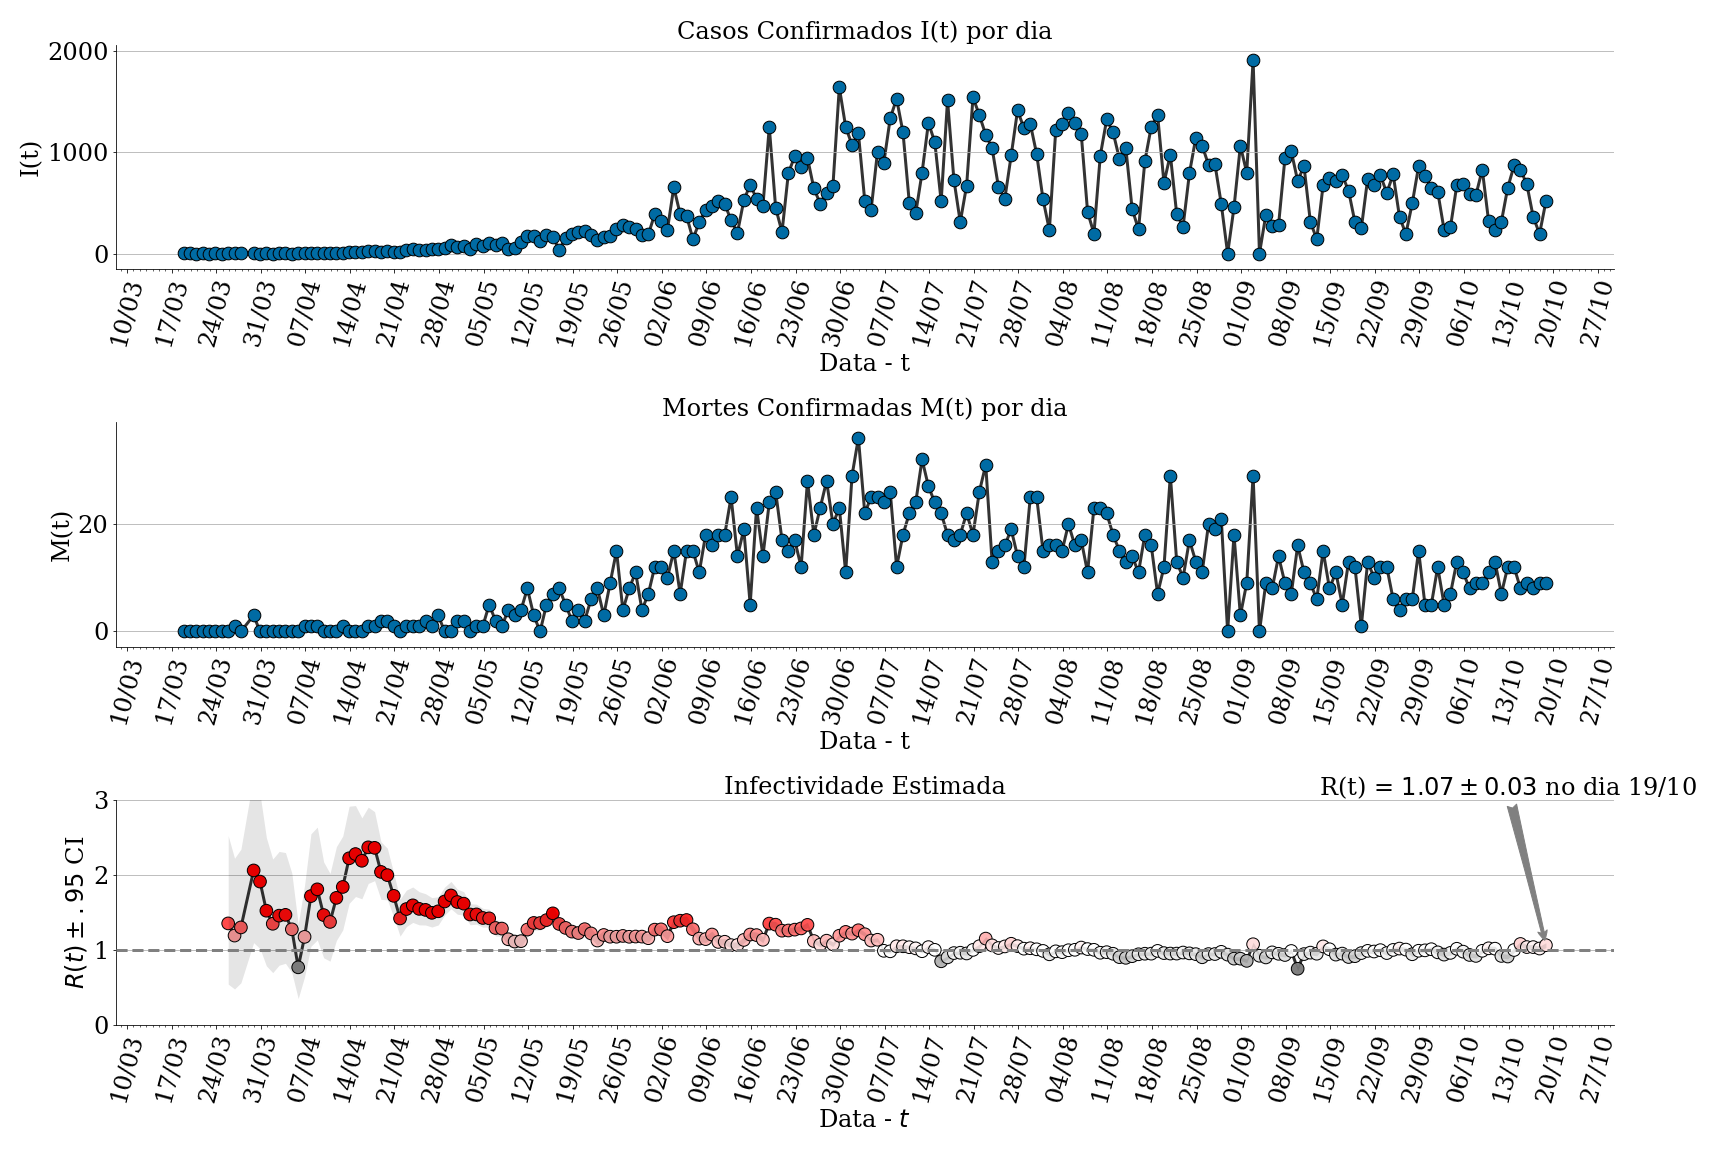 Casos Confirmados I(t) por dia
2000
1000
0
I(t)
10/03 17/03 24/03 31/03 07/04 14/04 21/04 28/04 05/05 12/05 19/05 26/05 02/06 09/06 16/06 23/06 30/06 07/07 14/07 21/07 28/07 04/08 11/08 18/08 25/08 01/09 08/09 15/09 22/09 29/09 06/10 13/10 20/10 27/10
Data - t
Mortes Confirmadas M(t) por dia
20
0
M(t)
10/03 17/03 24/03 31/03 07/04 14/04 21/04 28/04 05/05 12/05 19/05 26/05 02/06 09/06 16/06 23/06 30/06 07/07 14/07 21/07 28/07 04/08 11/08 18/08 25/08 01/09 08/09 15/09 22/09 29/09 06/10 13/10 20/10 27/10
Data - t
Infectividade Estimada
R(t) = 1.07 ± 0.03 no dia 19/10
3
2
1
0
R(t) ± .95 CI
10/03 17/03 24/03 31/03 07/04 14/04 21/04 28/04 05/05 12/05 19/05 26/05 02/06 09/06 16/06 23/06 30/06 07/07 14/07 21/07 28/07 04/08 11/08 18/08 25/08 01/09 08/09 15/09 22/09 29/09 06/10 13/10 20/10 27/10
Data - t